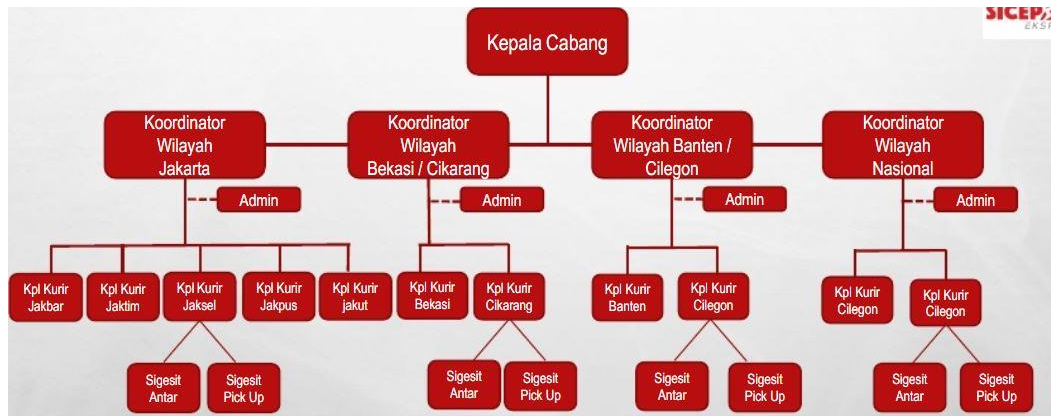 SICEP
EKSP
Kepala Cabang
Koordinator
Wilayah
Jakarta
Koordinator
Wilayah
Bekasi / Cikarang
Koordinator
Wilayah Banten /
Cilegon
Koordinator
Wilayah
Nasional
Admin
Admin
Admin
Admin
Kpl Kurir
Jakbar
Kpl Kurir
Jaktim
Kpl Kurir
Jaksel
Kpl Kurir
Jakpus
Kpl Kurir
jakut
Kpl Kurir
Bekasi
Kpl Kurir
Cikarang
Kpl Kurir
Banten
Kpl Kurir
Cilegon
Kpl Kurir
Cilegon
Kpl Kurir
Cilegon
Sigesit
Antar
Sigesit
Pick Up
Sigesit
Antar
Sigesit
Pick Up
Sigesit
Antar
Sigesit
Pick Up
Sigesit
Antar
Sigesit
Pick Up